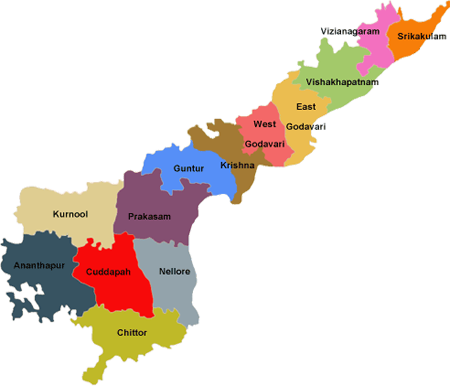 Vizianagaram
Srikakulam
Vishakhapatnam
East
Godavari
West
Godavari
Krishna
Guntur
Prakasam
Kurnool
Ananthapur
Cuddapah
Nellore
Chittor